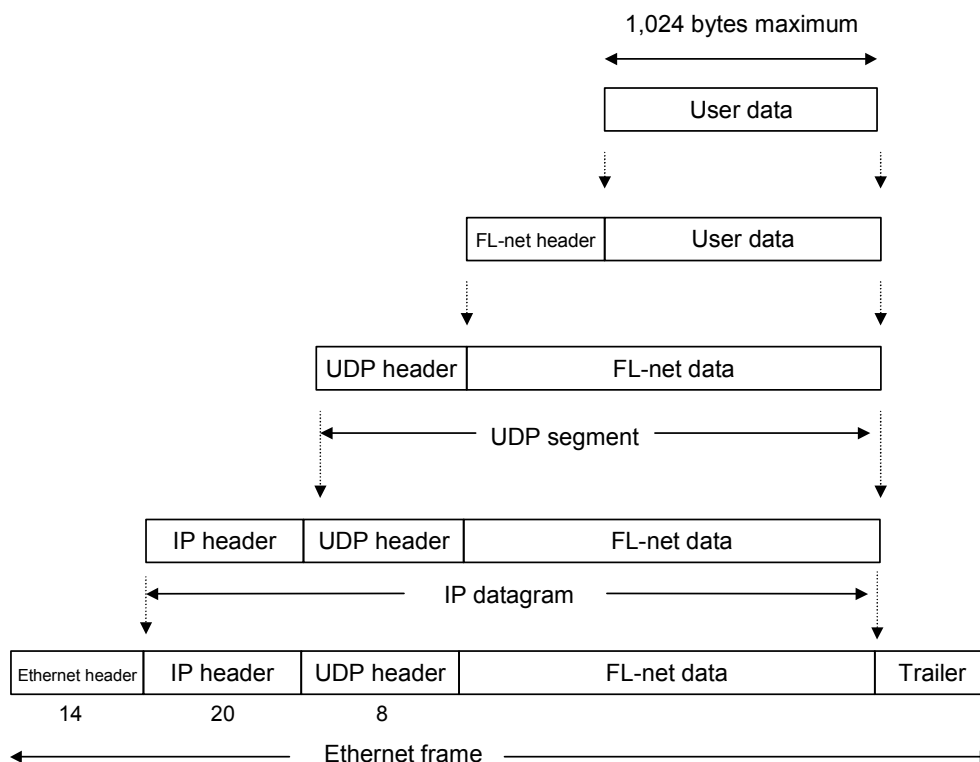 1,024 bytes maximum
User data
FL-net header User data
UDP header FL-net data
UDP segment
IP header UDP header FL-net data
IP datagram
Ethernet header IP header UDP header FL-net data Trailer
14 20 8
Ethernet frame